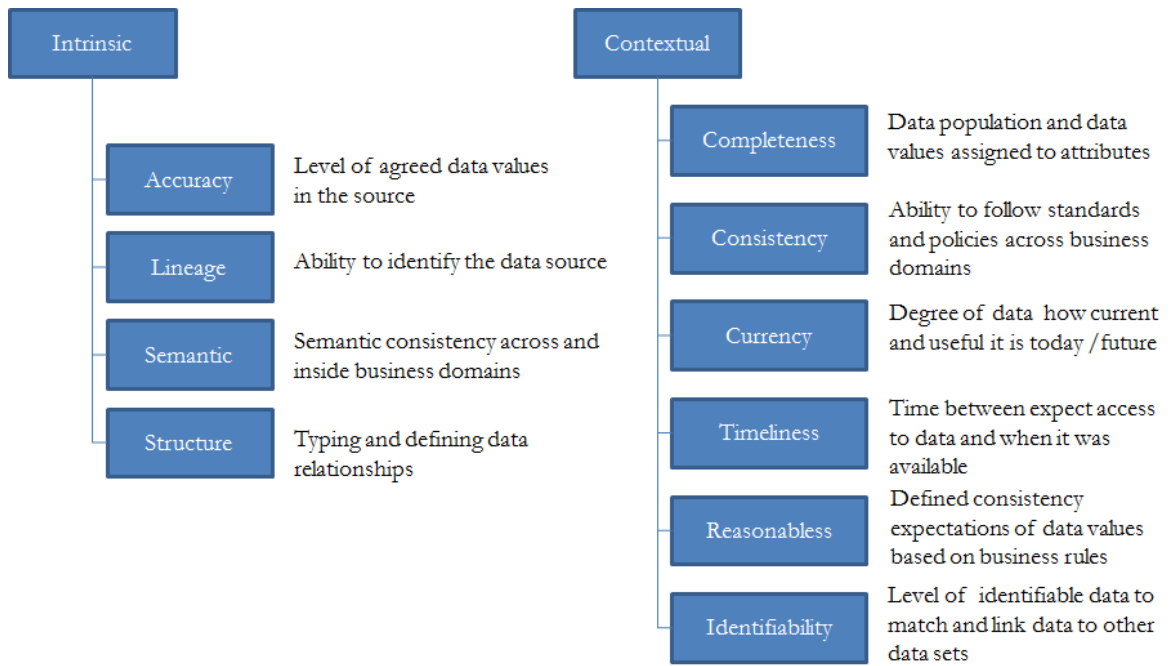 Intrinsic
Accuracy
Level of agreed data values
in the source
Lineage
Ability to identify the data source
Semantic
Semantic consistency across and
inside business domains
Structure
Typing and defining data
relationships
Contextual
Completeness
Data population and data
values assigned to attributes
Consistency
Ability to follow standards
and policies across business
domains
Currency
Degree of data how current
and useful it is today /future
Timeliness
Time between expect access
to data and when it was
available
Reasonabless
Defined consistency
expectations of data values
based on business rules
Identifiability
Level of identifiable data to
match and link data to other
data sets